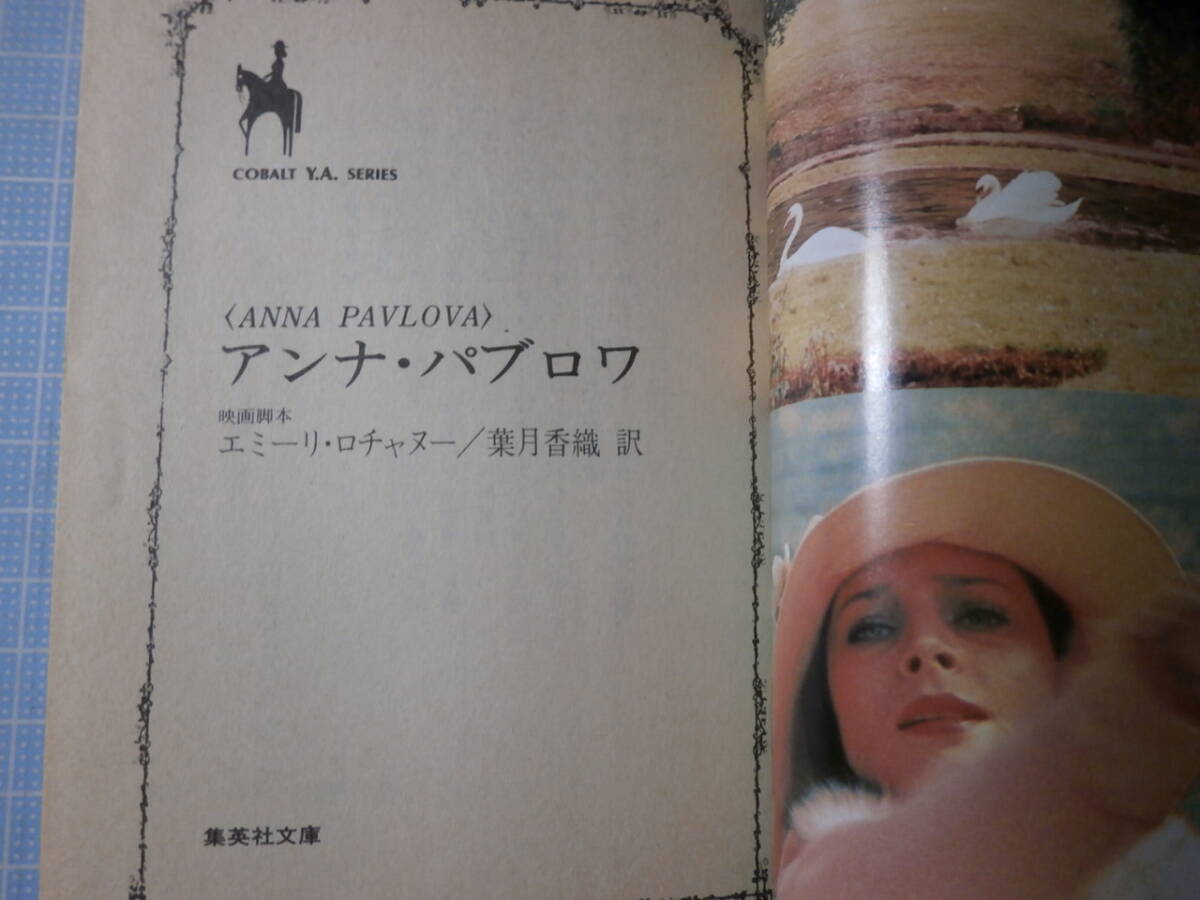 COBALT Y.A. SERIES
〈ANNA PAVLOVA〉
アンナ・パブロワ
映画脚本
エミーリ・ロチャヌー／葉月香織 訳
集英社文庫